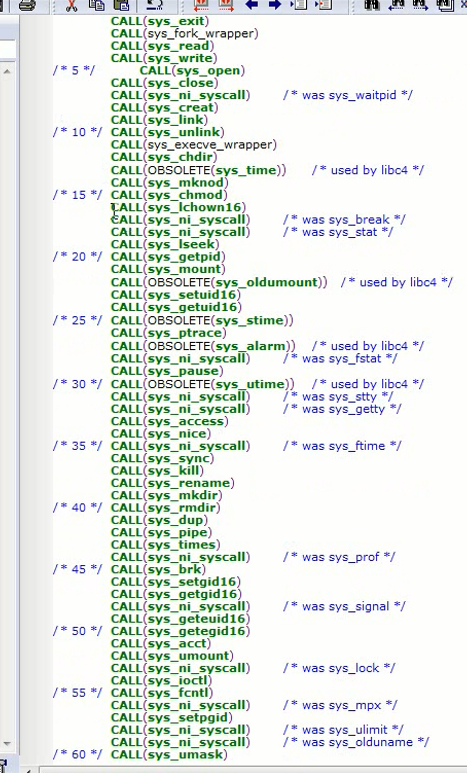 CALL(sys_exit)
CALL(sys_fork_wrapper)
CALL(sys_read)
CALL(sys_write)
/* 5 */ CALL(sys_open)
CALL(sys_close)
CALL(sys_ni_syscall) /* was sys_waitpid */
CALL(sys_creat)
CALL(sys_link)
/* 10 */ CALL(sys_unlink)
CALL(sys_execve_wrapper)
CALL(sys_chdir)
CALL(OBSOLETE(sys_time)) /* used by libc4 */
CALL(sys_mknod)
/* 15 */ CALL(sys_chmod)
CALL(sys_lchown16)
CALL(sys_ni_syscall) /* was sys_break */
CALL(sys_ni_syscall) /* was sys_stat */
CALL(sys_lseek)
/* 20 */ CALL(sys_getpid)
CALL(sys_mount)
CALL(OBSOLETE(sys_oldumount)) /* used by libc4 */
CALL(sys_setuid16)
CALL(sys_getuid16)
/* 25 */ CALL(OBSOLETE(sys_stime))
CALL(sys_ptrace)
CALL(OBSOLETE(sys_alarm)) /* used by libc4 */
CALL(sys_ni_syscall) /* was sys_fstat */
CALL(sys_pause)
/* 30 */ CALL(OBSOLETE(sys_utime)) /* used by libc4 */
CALL(sys_ni_syscall) /* was sys_stty */
CALL(sys_ni_syscall) /* was sys_getty */
CALL(sys_access)
CALL(sys_nice)
/* 35 */ CALL(sys_ni_syscall) /* was sys_ftime */
CALL(sys_sync)
CALL(sys_kill)
CALL(sys_rename)
CALL(sys_mkdir)
/* 40 */ CALL(sys_rmdir)
CALL(sys_dup)
CALL(sys_pipe)
CALL(sys_times)
CALL(sys_ni_syscall) /* was sys_prof */
/* 45 */ CALL(sys_brk)
CALL(sys_setgid16)
CALL(sys_getgid16)
CALL(sys_ni_syscall) /* was sys_signal */
CALL(sys_geteuid16)
/* 50 */ CALL(sys_getegid16)
CALL(sys_acct)
CALL(sys_umount)
CALL(sys_ni_syscall) /* was sys_lock */
CALL(sys_ioctl)
/* 55 */ CALL(sys_fcntl)
CALL(sys_ni_syscall) /* was sys_mpx */
CALL(sys_setpgid)
CALL(sys_ni_syscall) /* was sys_ulimit */
CALL(sys_ni_syscall) /* was sys_olduname */
/* 60 */ CALL(sys_umask)